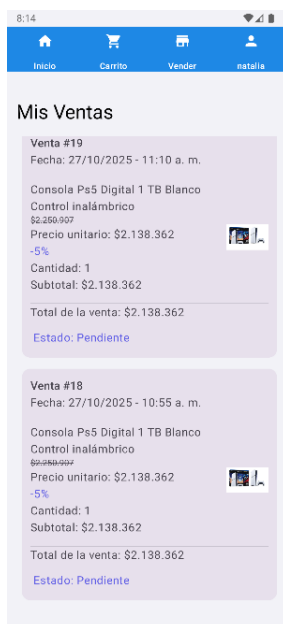 8:14
Inicio
Carrito
Vender
natalia
Mis Ventas
Venta #19
Fecha: 27/10/2025 - 11:10 a. m.
Consola Ps5 Digital 1 TB Blanco
Control inalámbrico
$2.250.907
Precio unitario: $2.138.362
-5%
Cantidad: 1
Subtotal: $2.138.362
Total de la venta: $2.138.362
Estado: Pendiente
Venta #18
Fecha: 27/10/2025 - 10:55 a. m.
Consola Ps5 Digital 1 TB Blanco
Control inalámbrico
$2.250.907
Precio unitario: $2.138.362
-5%
Cantidad: 1
Subtotal: $2.138.362
Total de la venta: $2.138.362
Estado: Pendiente